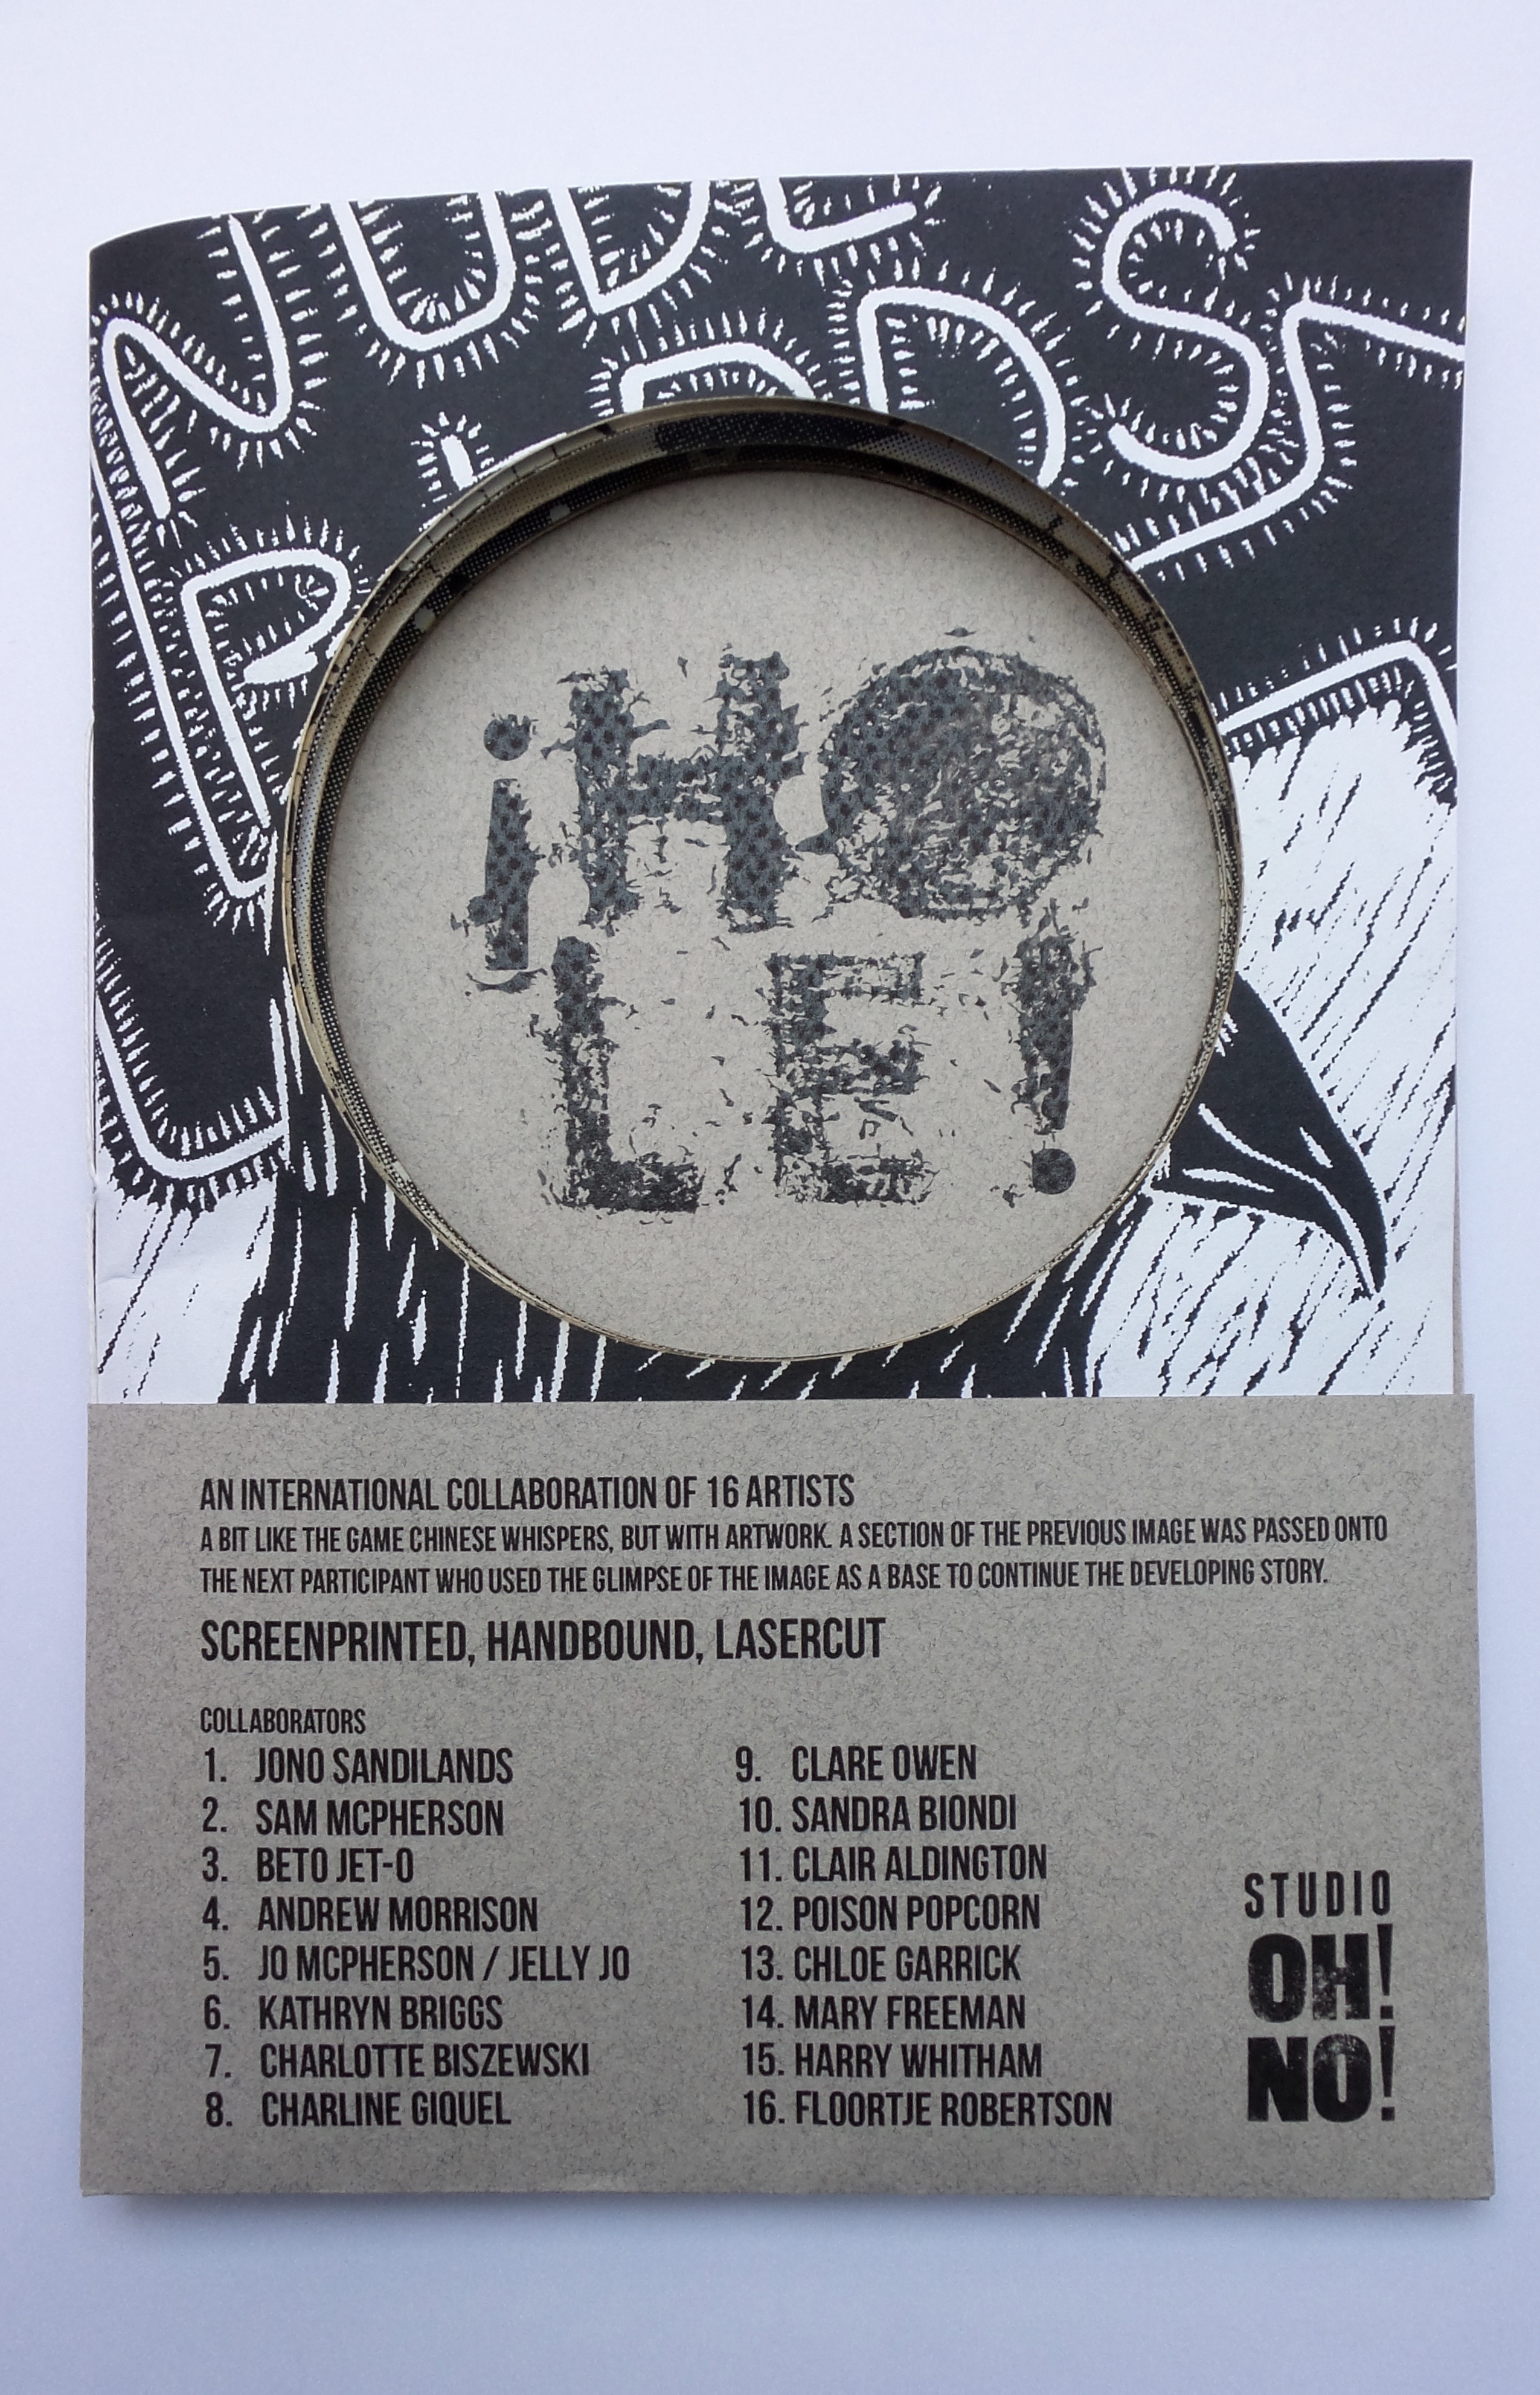 ¡HO
LE!
AN INTERNATIONAL COLLABORATION OF 16 ARTISTS
A BIT LIKE THE GAME CHINESE WHISPERS, BUT WITH ARTWORK. A SECTION OF THE PREVIOUS IMAGE WAS PASSED ONTO
THE NEXT PARTICIPANT WHO USED THE GLIMPSE OF THE IMAGE AS A BASE TO CONTINUE THE DEVELOPING STORY.
SCREENPRINTED, HANDBOUND, LASERCUT
COLLABORATORS
1. JONO SANDILANDS
2. SAM MCPHERSON
3. BETO JET-O
4. ANDREW MORRISON
5. JO MCPHERSON / JELLY JO
6. KATHRYN BRIGGS
7. CHARLOTTE BISZEWSKI
8. CHARLINE GIQUEL
9. CLARE OWEN
10. SANDRA BIONDI
11. CLAIR ALDINGTON
12. POISON POPCORN
13. CHLOE GARRICK
14. MARY FREEMAN
15. HARRY WHITHAM
16. FLOORTJE ROBERTSON
STUDIO
OH!
NO!